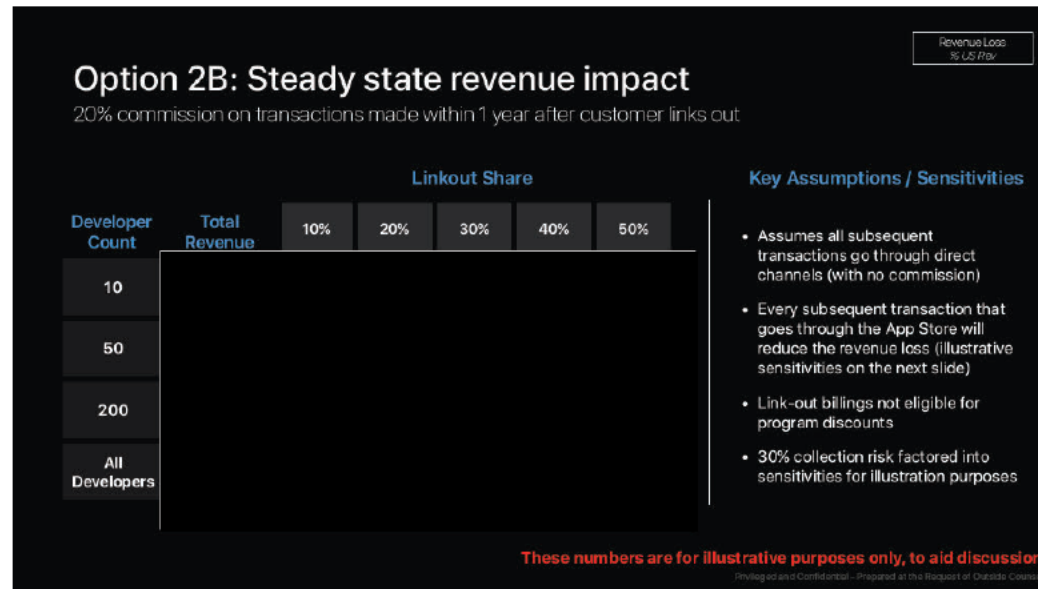 Revenue Loss
% US Rev
Option 2B: Steady state revenue impact
20% commission on transactions made within 1 year after customer links out
Linkout Share
Developer Count
Total Revenue
10% 20% 30% 40% 50%
10
50
200
All
Developers
Key Assumptions / Sensitivities
• Assumes all subsequent
transactions go through direct
channels (with no commission)
• Every subsequent transaction that
goes through the App Store will
reduce the revenue loss (illustrative
sensitivities on the next slide)
• Link-out billings not eligible for
program discounts
• 30% collection risk factored into
sensitivities for illustration purposes
These numbers are for illustrative purposes only, to aid discussion
Privileged and Confidential – Prepared at the Request of Outside Counse